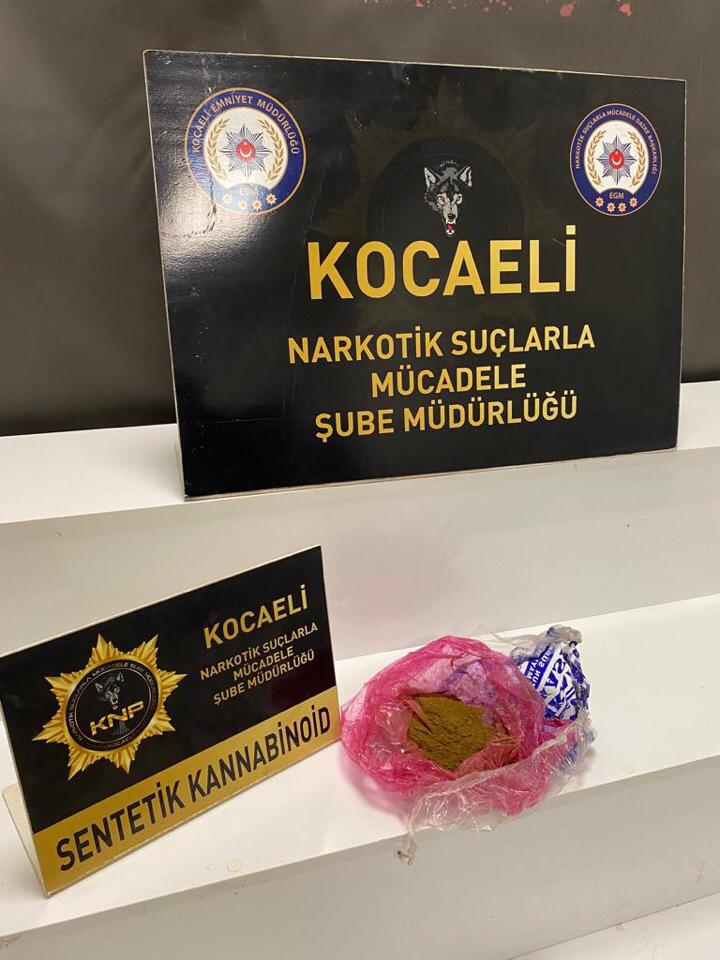 KOCAELİ EMNİYET MÜDÜRLÜĞÜ
EGM
NARKOTİK SUÇLARLA MÜCADELE DAİRE BAŞKANLIĞI
EGM
KOCAELİ
NARKOTİK SUÇLARLA
MÜCADELE
ŞUBE MÜDÜRLÜĞÜ
KOCAELİ
NARKOTİK SUÇLARLA
MÜCADELE
ŞUBE MÜDÜRLÜĞÜ
KNP
SENTETİK KANNABİNOİD